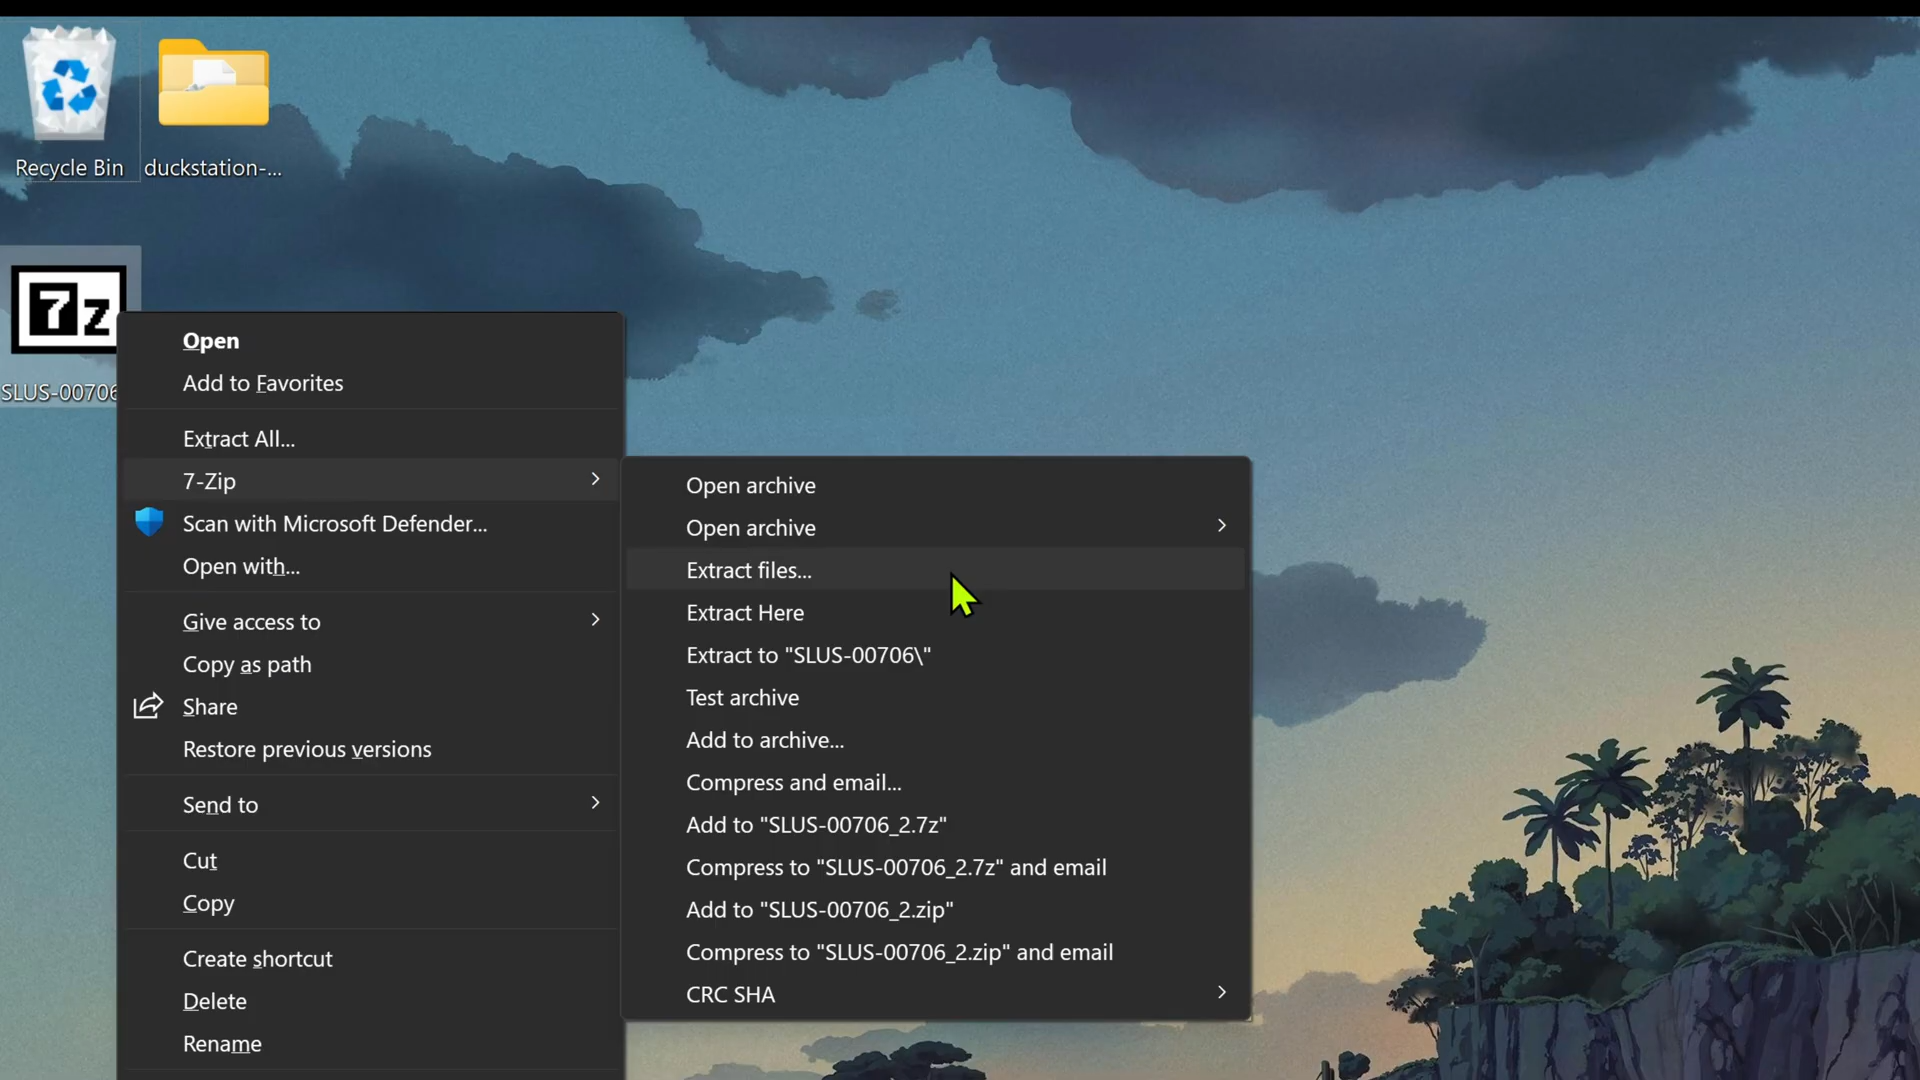 Recycle Bin
duckstation-...
7z
SLUS-00706
Open
Add to Favorites
Extract All...
7-Zip
Scan with Microsoft Defender...
Open with...
Give access to
Copy as path
Share
Restore previous versions
Send to
Cut
Copy
Create shortcut
Delete
Rename
Open archive
Open archive
Extract files...
Extract Here
Extract to "SLUS-00706\"
Test archive
Add to archive...
Compress and email...
Add to "SLUS-00706_2.7z"
Compress to "SLUS-00706_2.7z" and email
Add to "SLUS-00706_2.zip"
Compress to "SLUS-00706_2.zip" and email
CRC SHA